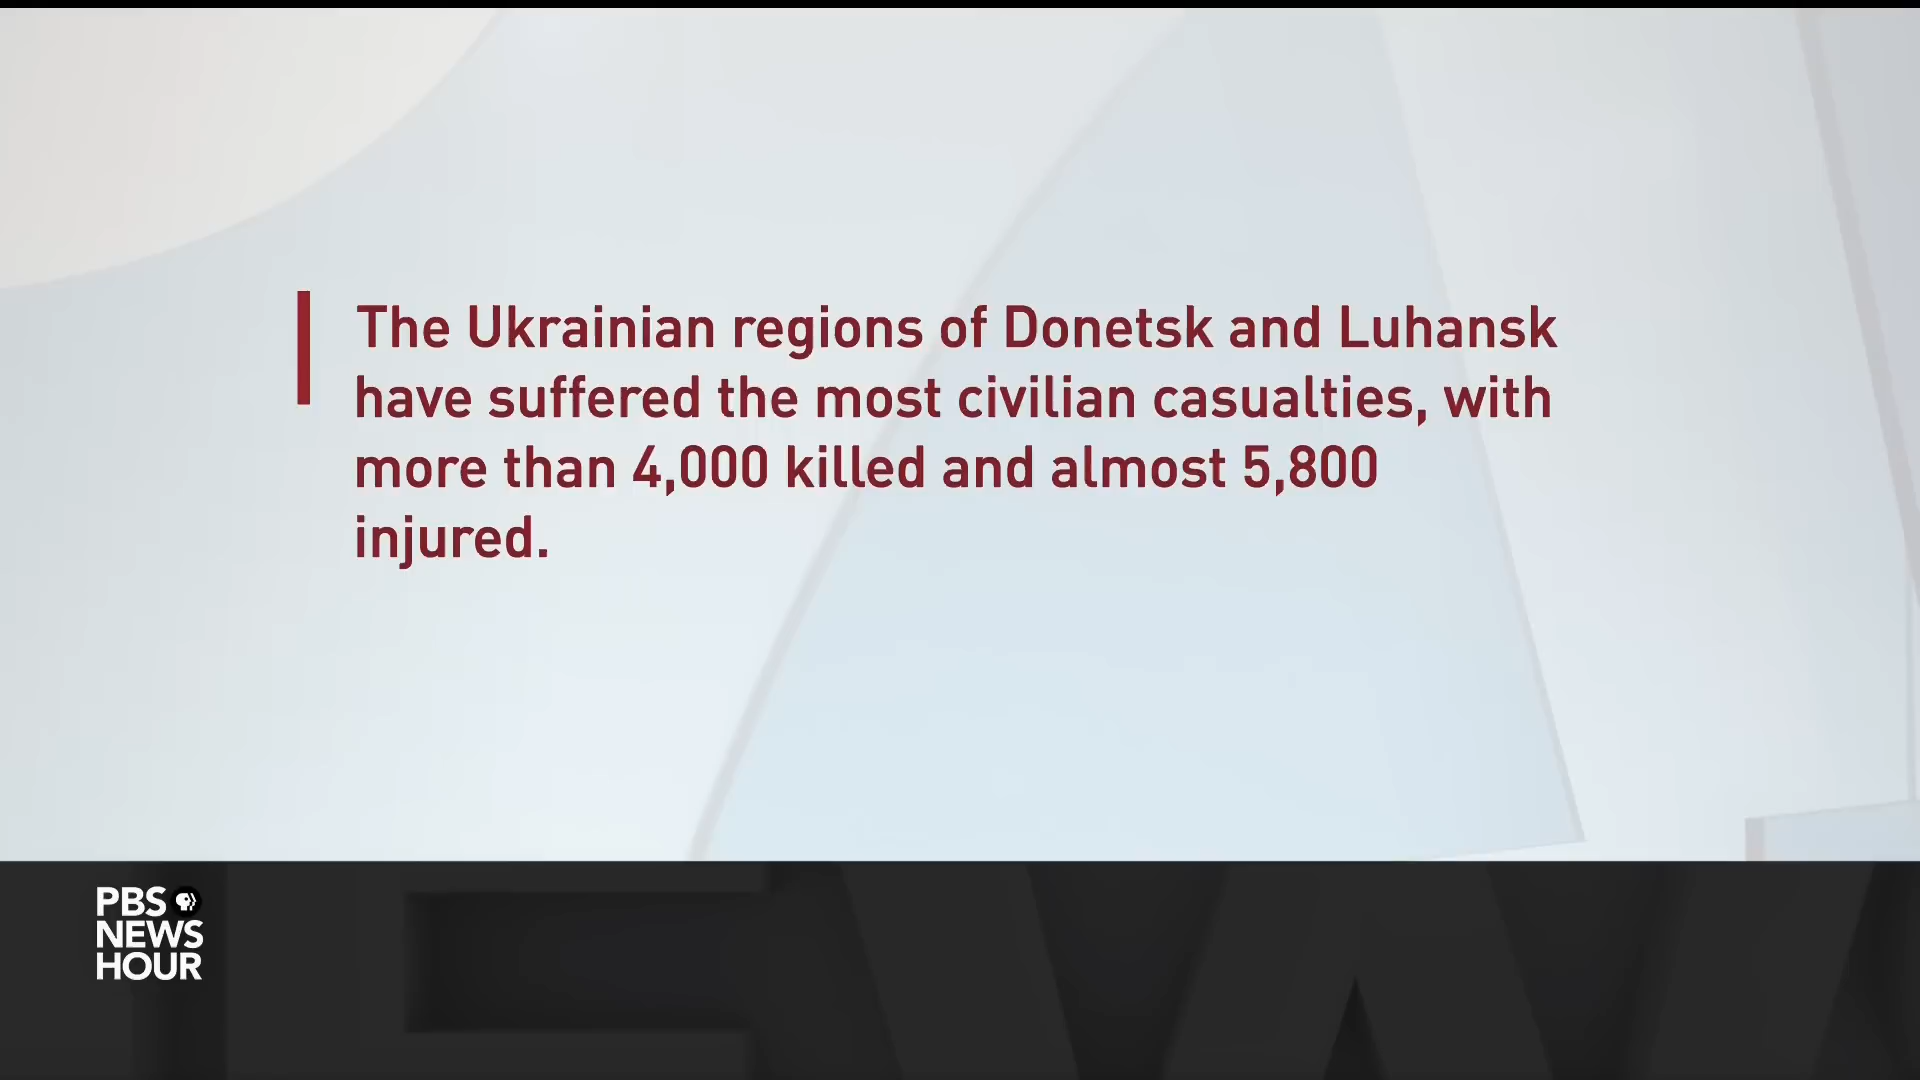 The Ukrainian regions of Donetsk and Luhansk
have suffered the most civilian casualties, with
more than 4,000 killed and almost 5,800
injured.
PBS
NEWS
HOUR